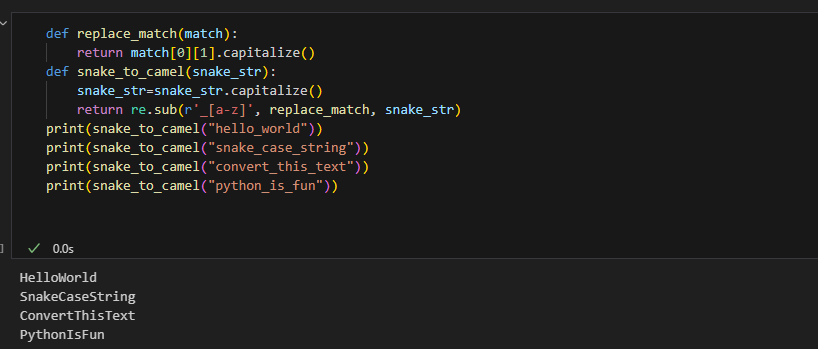 def replace_match(match):
    return match[0][1].capitalize()
def snake_to_camel(snake_str):
    snake_str=snake_str.capitalize()
    return re.sub(r'_[a-z]', replace_match, snake_str)
print(snake_to_camel("hello_world"))
print(snake_to_camel("snake_case_string"))
print(snake_to_camel("convert_this_text"))
print(snake_to_camel("python_is_fun"))
] ✓ 0.0s
HelloWorld
SnakeCaseString
ConvertThisText
PythonIsFun